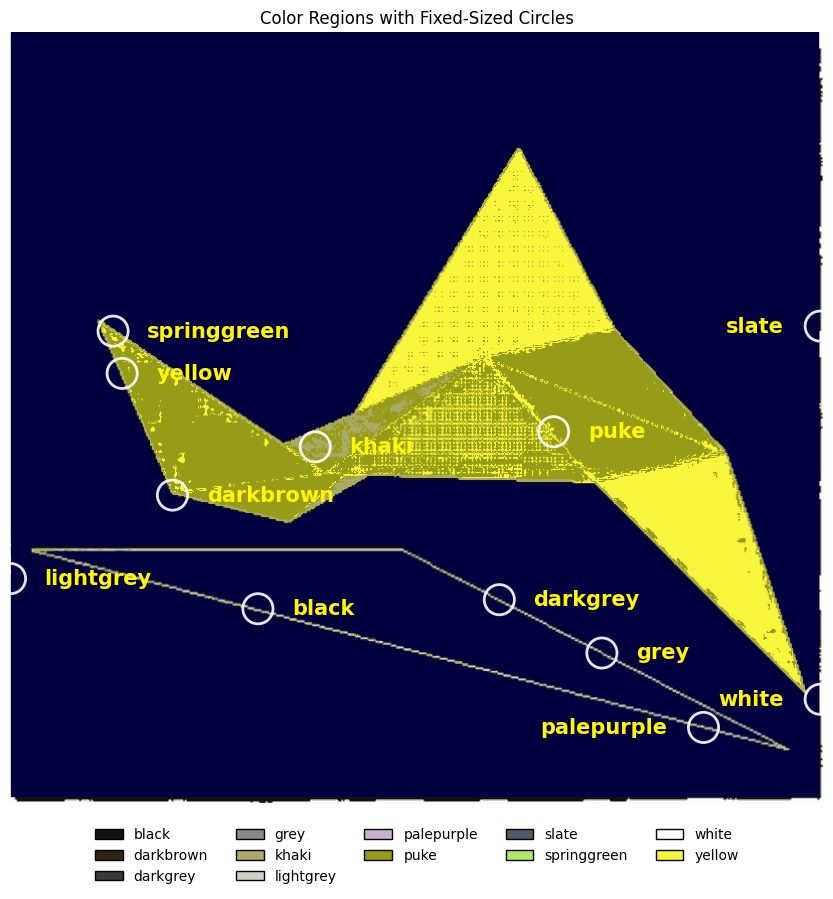 Color Regions with Fixed-Sized Circles
springgreen
slate
yellow
puke
khaki
darkbrown
lightgrey
darkgrey
black
grey
white
palepurple
black grey palepurple slate white
darkbrown khaki puke springgreen yellow
darkgrey lightgrey